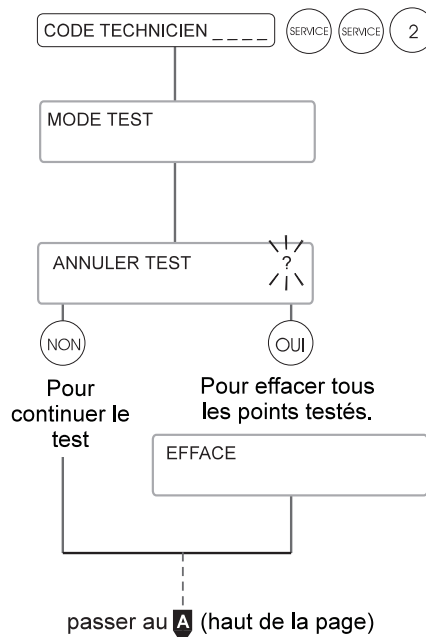 CODE TECHNICIEN _ _ _ _ SERVICE SERVICE 2
MODE TEST
ANNULER TEST ?
NON OUI
Pour
continuer le
test
Pour effacer tous
les points testés.
EFFACE
passer au A (haut de la page)